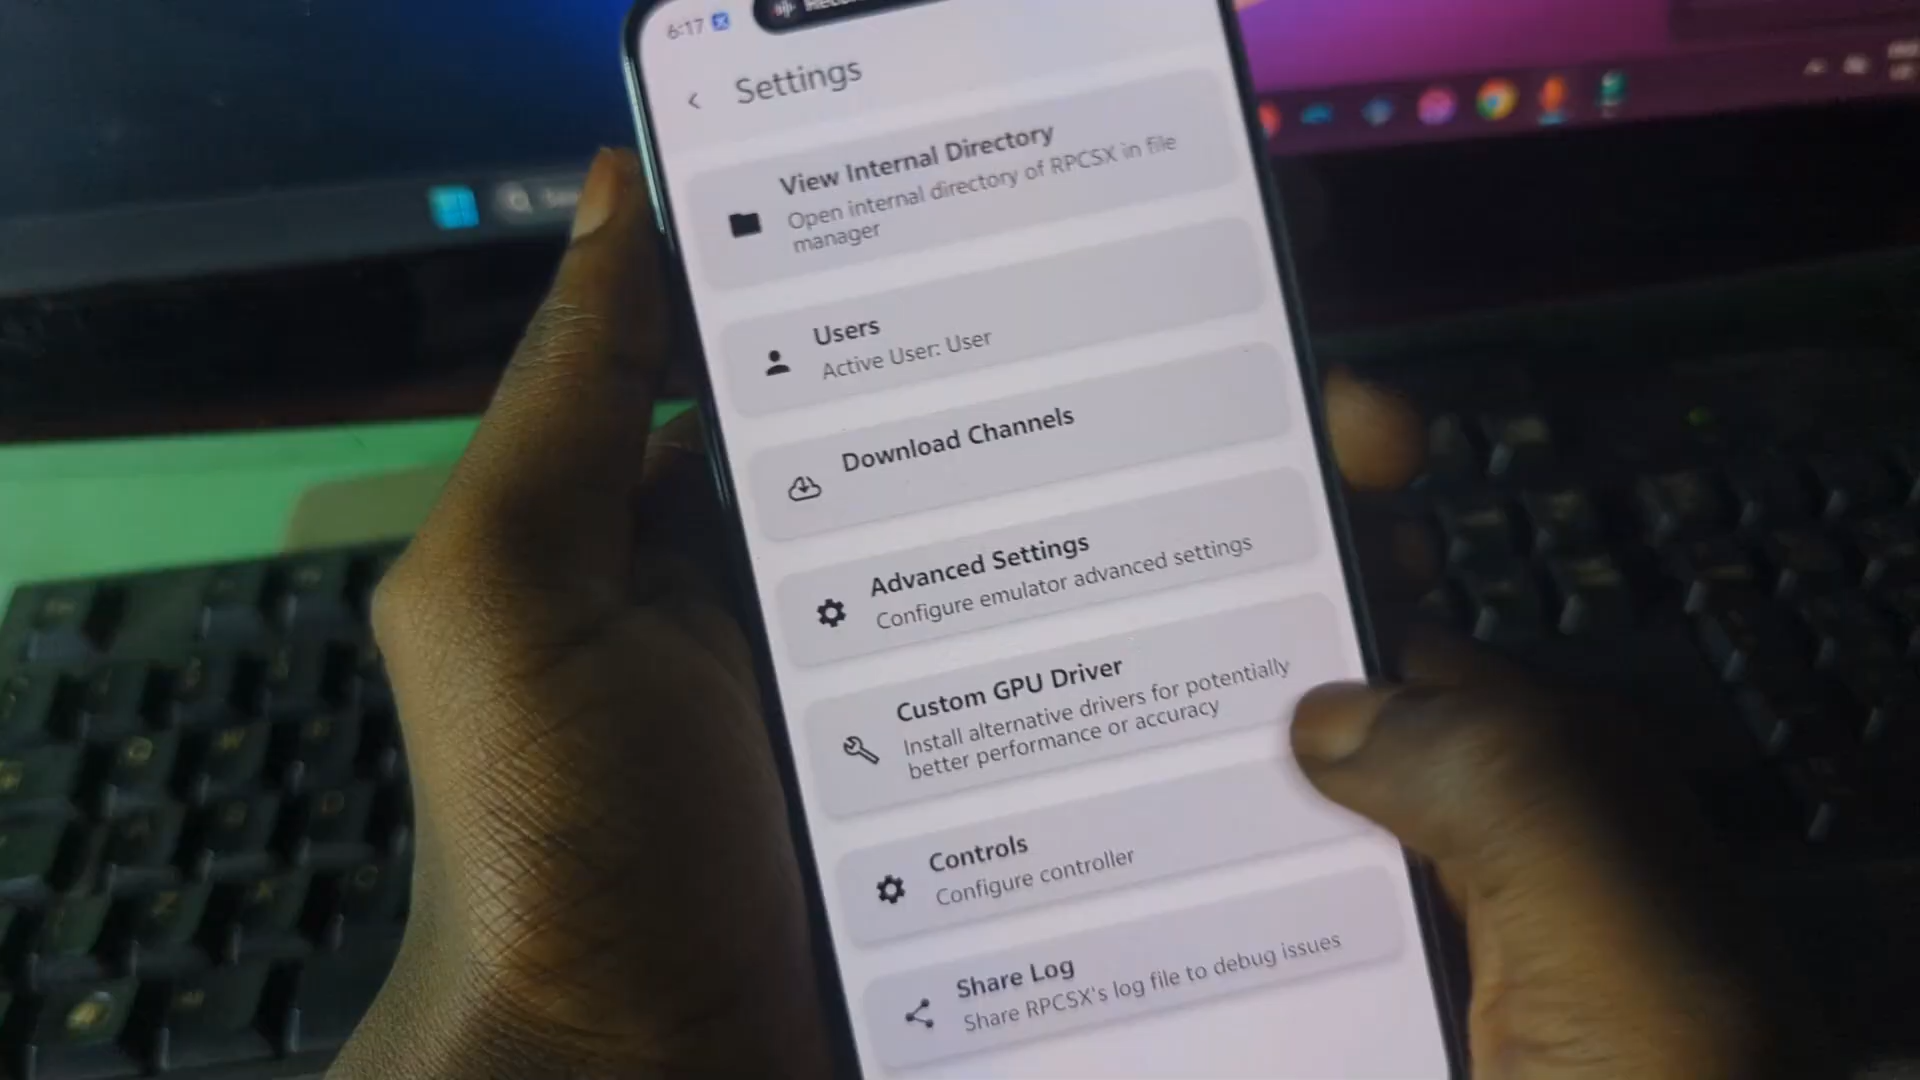 6:17
Settings
View Internal Directory
Open internal directory of RPCSX in file
manager
Users
Active User: User
Download Channels
Advanced Settings
Configure emulator advanced settings
Custom GPU Driver
Install alternative drivers for potentially
better performance or accuracy
Controls
Configure controller
Share Log
Share RPCSX's log file to debug issues